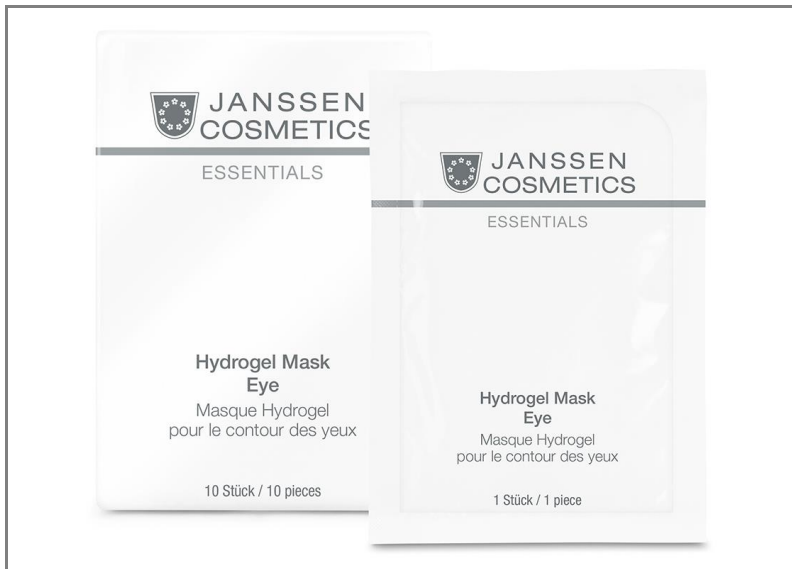 JANSSEN
COSMETICS
ESSENTIALS
Hydrogel Mask
Eye
Masque Hydrogel
pour le contour des yeux
10 Stück / 10 pieces
JANSSEN
COSMETICS
ESSENTIALS
Hydrogel Mask
Eye
Masque Hydrogel
pour le contour des yeux
1 Stück / 1 piece